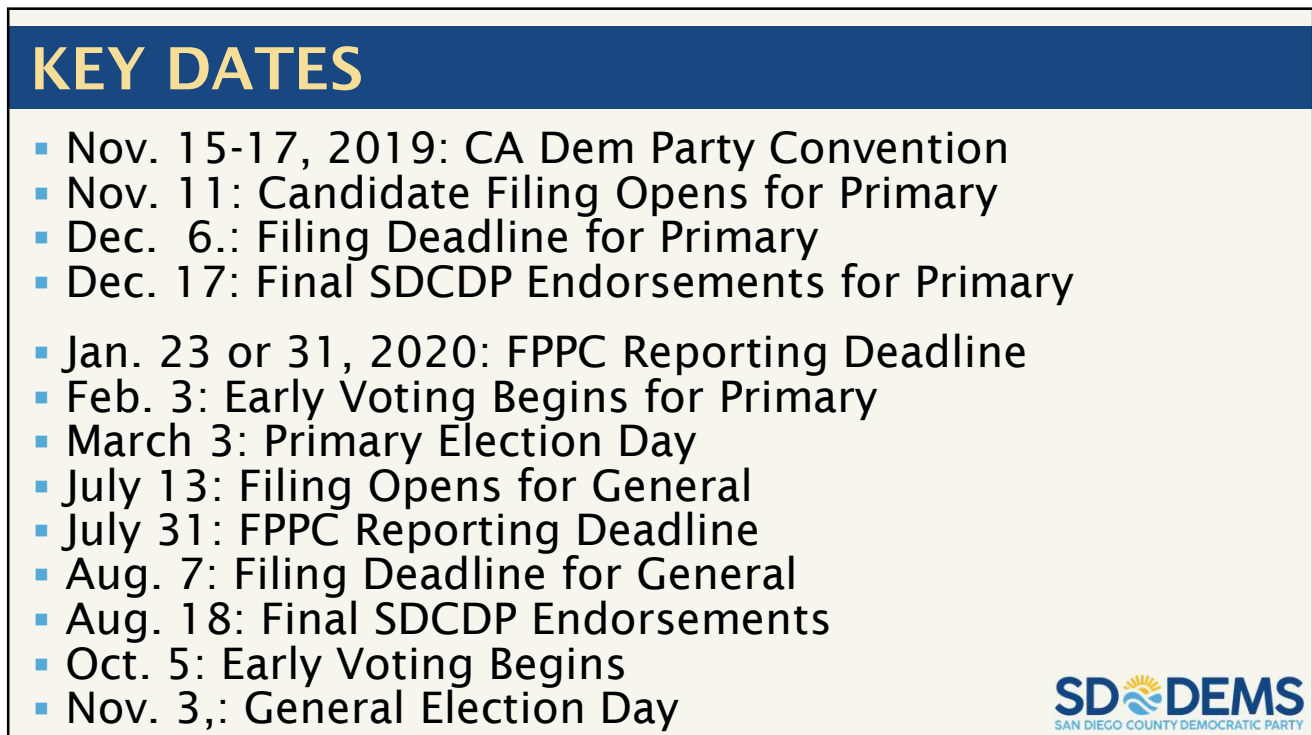 KEY DATES
▪ Nov. 15-17, 2019: CA Dem Party Convention
▪ Nov. 11: Candidate Filing Opens for Primary
▪ Dec.  6.: Filing Deadline for Primary
▪ Dec. 17: Final SDCDP Endorsements for Primary
▪ Jan. 23 or 31, 2020: FPPC Reporting Deadline
▪ Feb. 3: Early Voting Begins for Primary
▪ March 3: Primary Election Day
▪ July 13: Filing Opens for General
▪ July 31: FPPC Reporting Deadline
▪ Aug. 7: Filing Deadline for General
▪ Aug. 18: Final SDCDP Endorsements
▪ Oct. 5: Early Voting Begins
▪ Nov. 3,: General Election Day
SD DEMS
SAN DIEGO COUNTY DEMOCRATIC PARTY